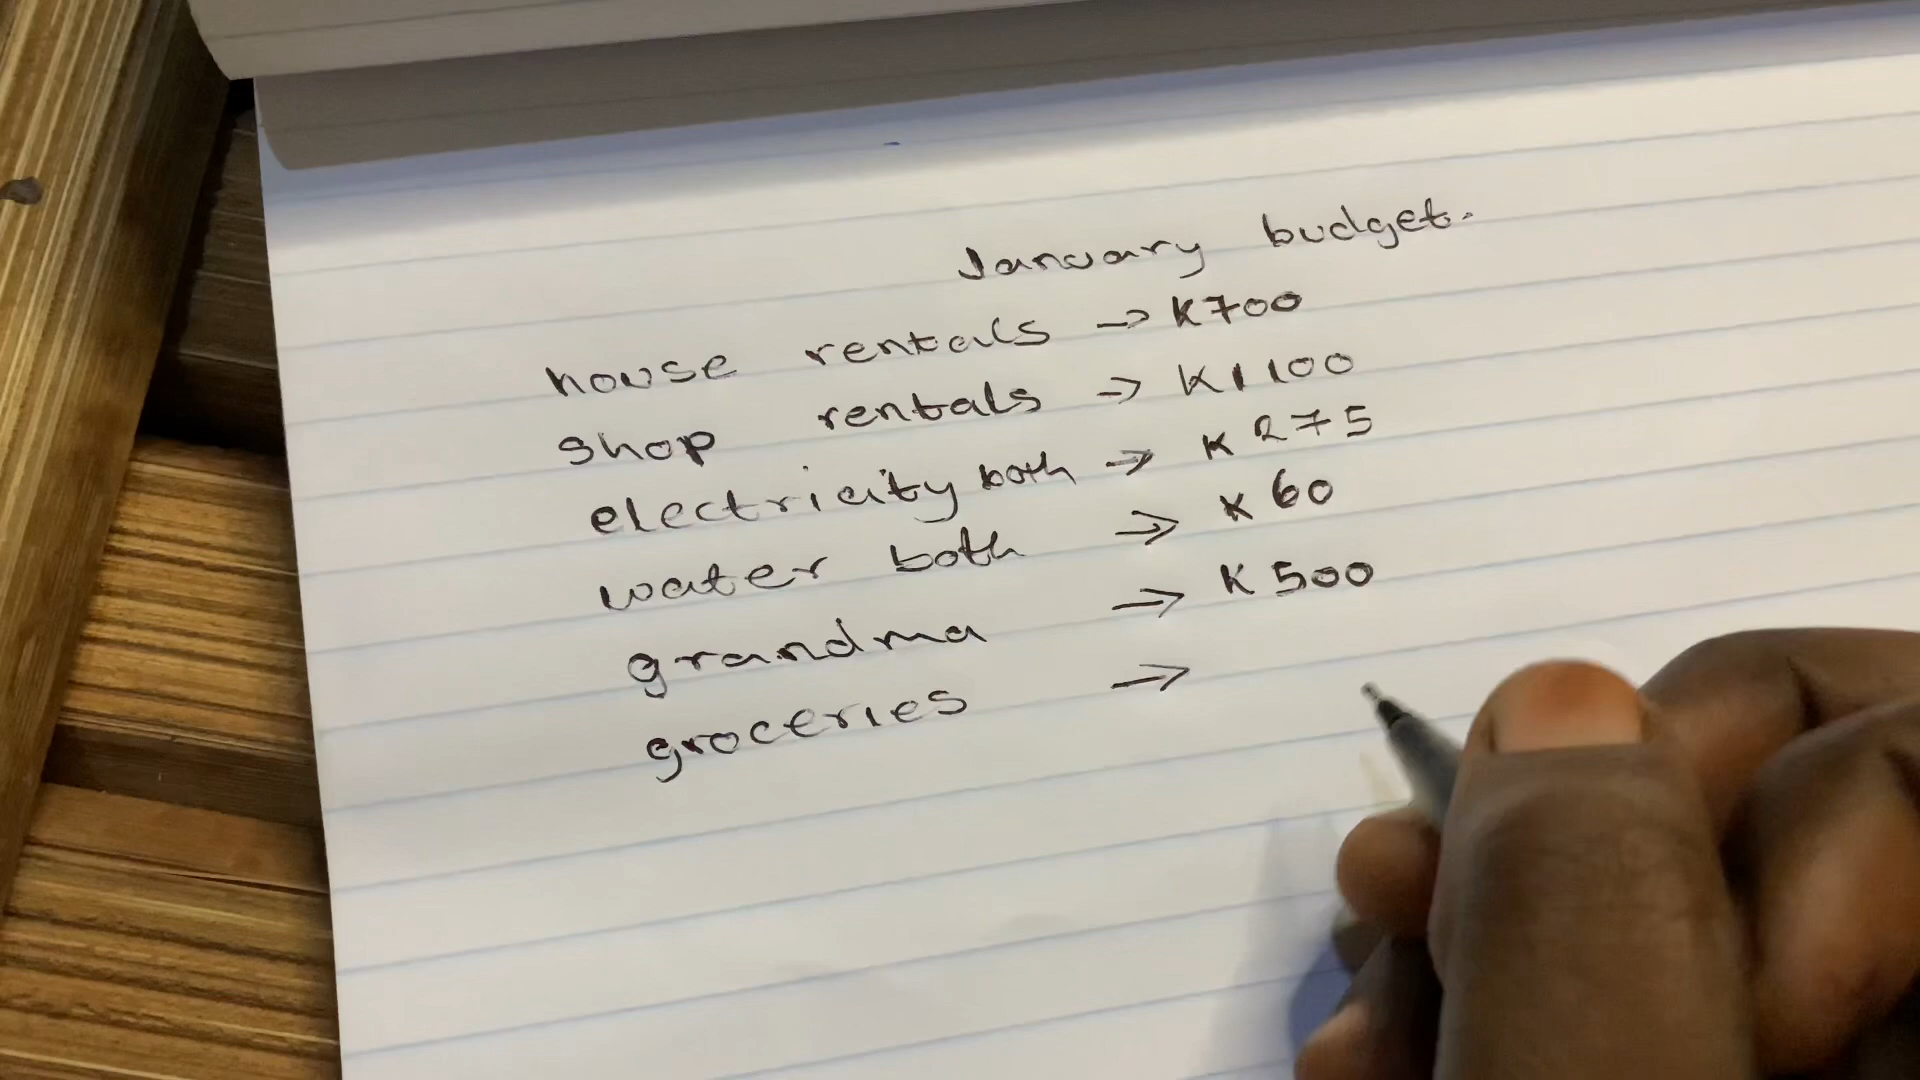 January budget.
house rentals → K700
shop rentals → K1100
electricity both → K275
water both → K60
grandma → K500
groceries →